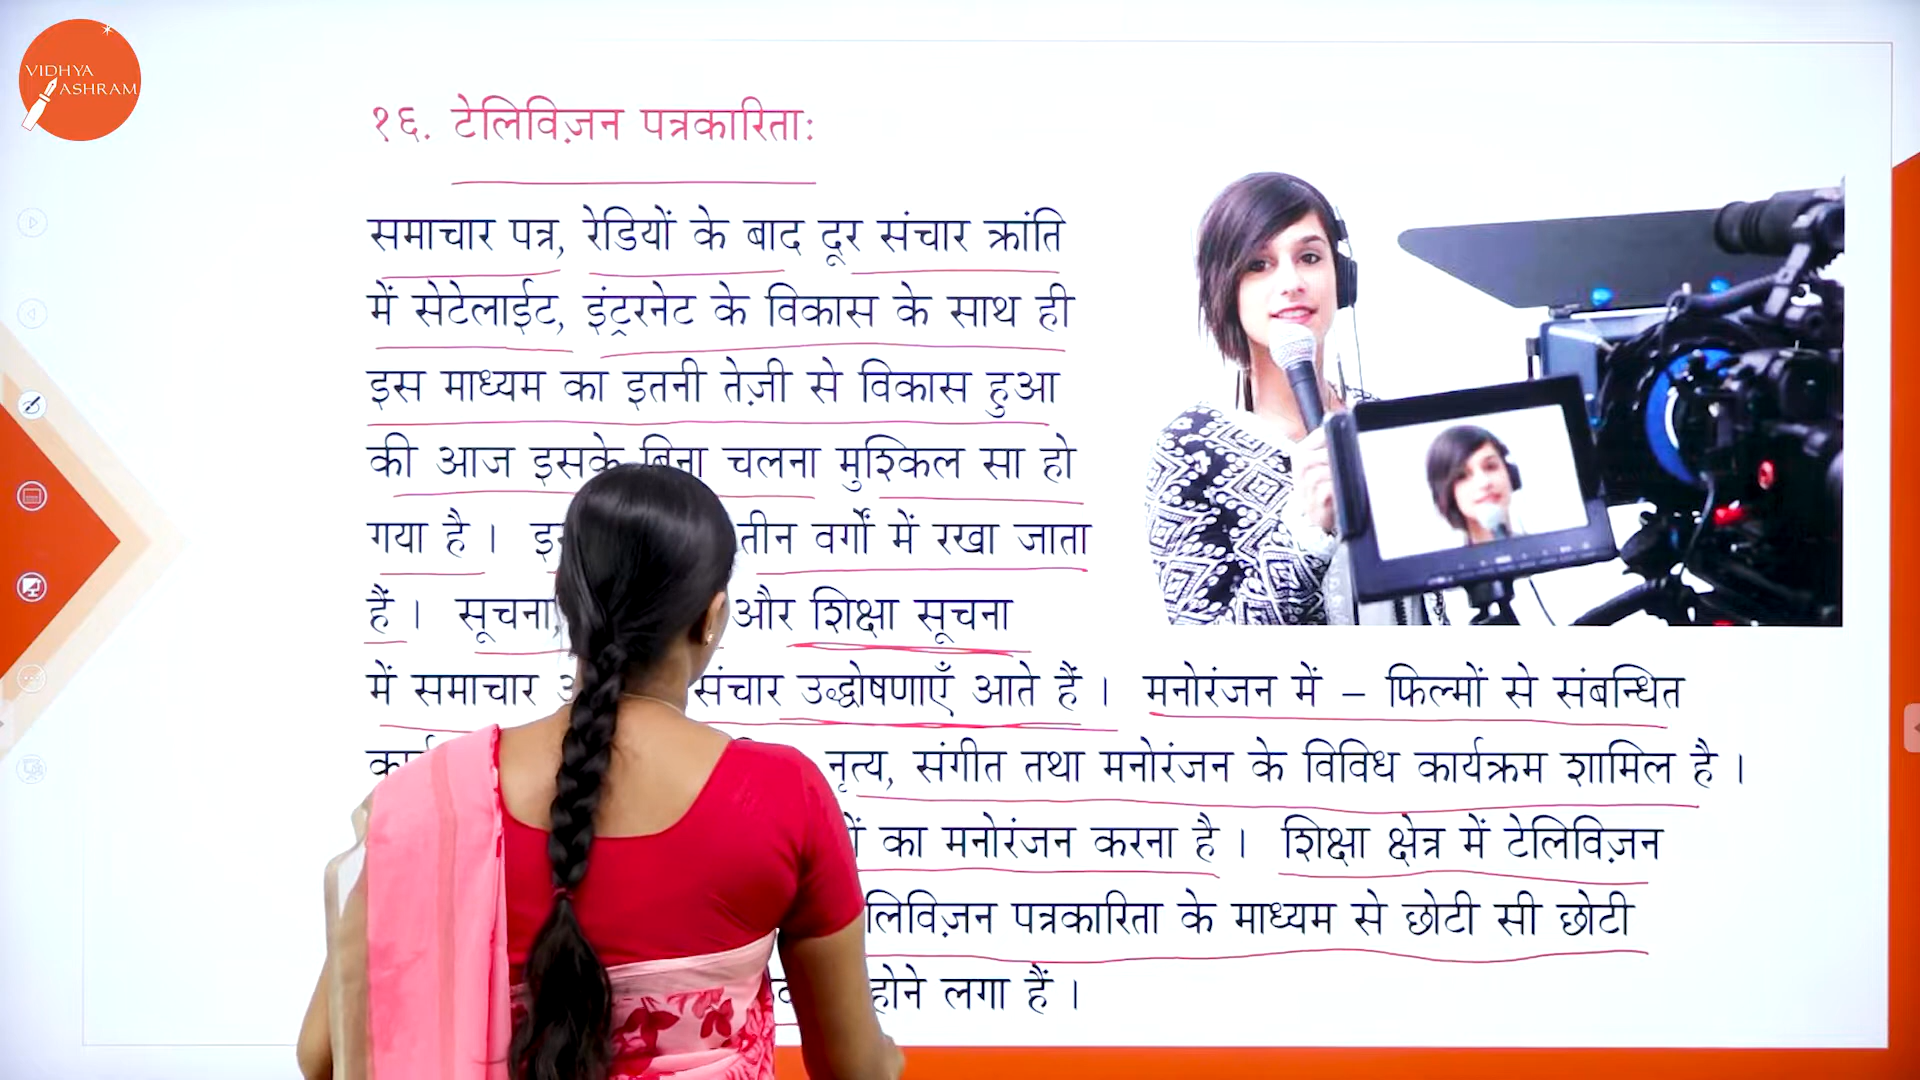 VIDHYA
ASHRAM
१६. टेलिविज़न पत्रकारिताः
समाचार पत्र, रेडियों के बाद दूर संचार क्रांति
में सेटेलाईट, इंट्ररनेट के विकास के साथ ही
इस माध्यम का इतनी तेज़ी से विकास हुआ
की आज इसके बिना चलना मुश्किल सा हो
गया है । तीन वर्गों में रखा जाता
हैं । सूचना, और शिक्षा सूचना
में समाचार संचार उद्धोषणाएँ आते हैं । मनोरंजन में – फिल्मों से संबन्धित
नृत्य, संगीत तथा मनोरंजन के विविध कार्यक्रम शामिल है ।
का मनोरंजन करना है । शिक्षा क्षेत्र में टेलिविज़न
पत्रकारिता के माध्यम से छोटी सी छोटी
होने लगा हैं ।